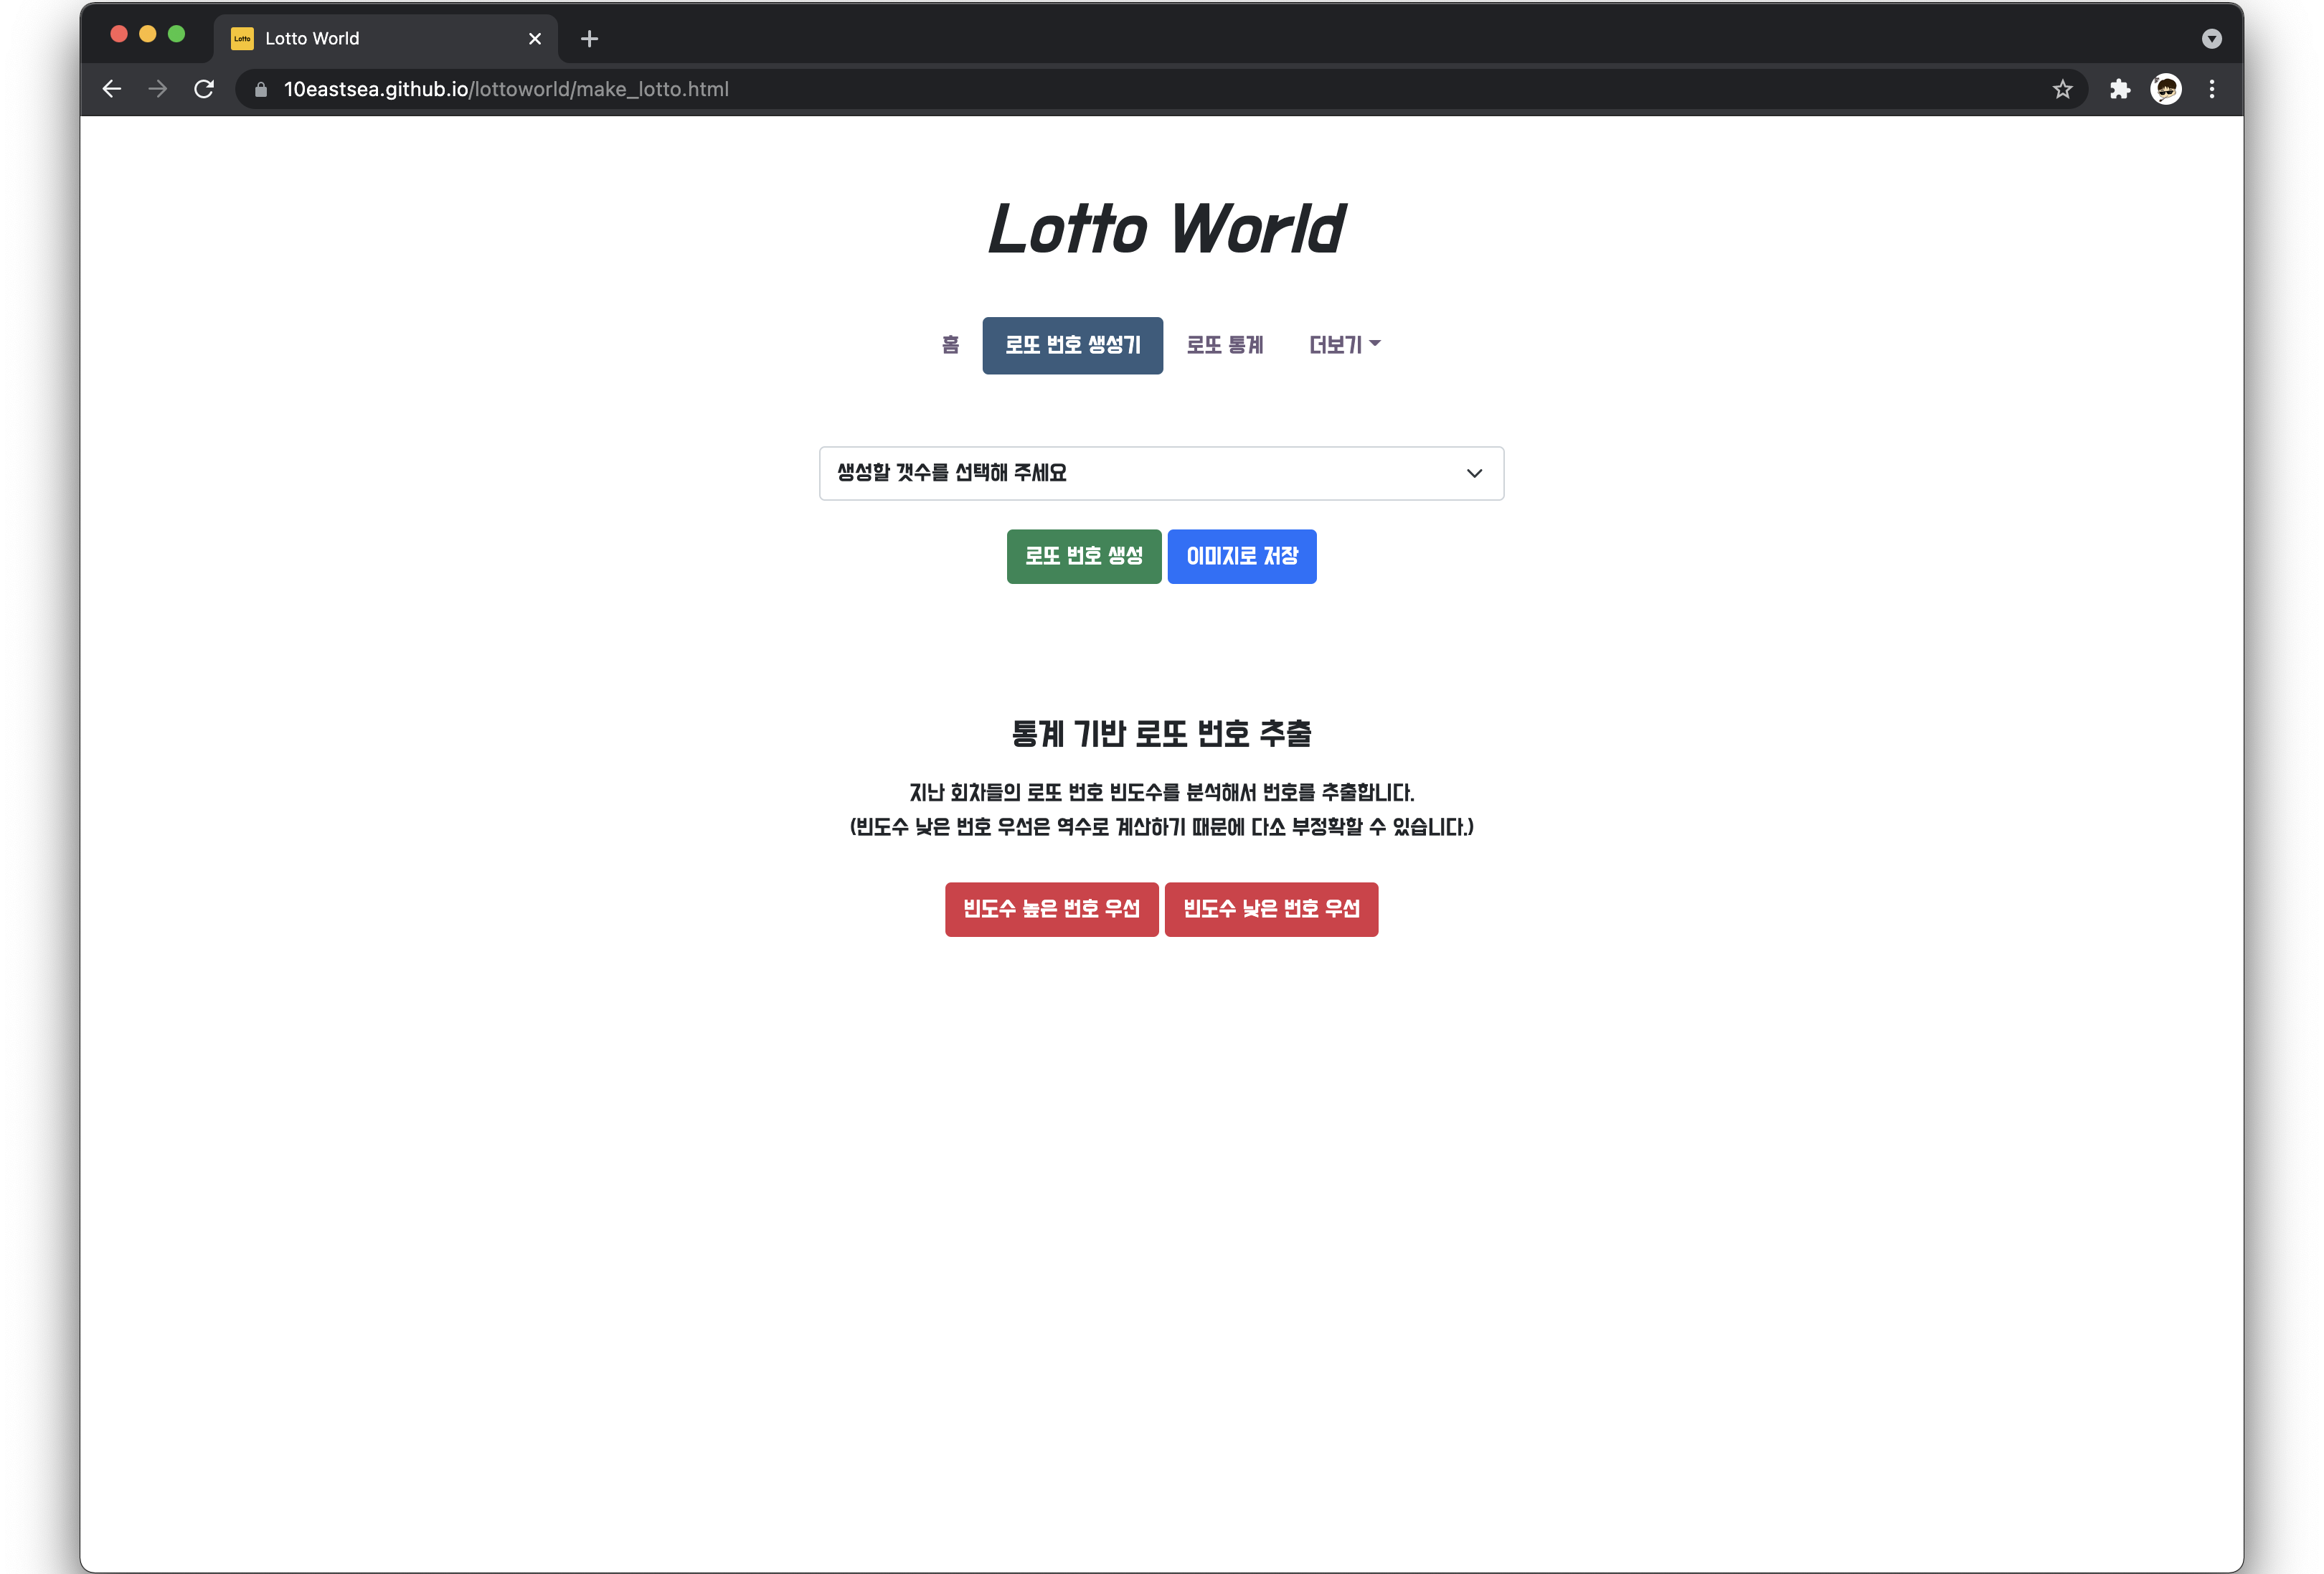 Lotto
Lotto World
10eastsea.github.io/lottoworld/make_lotto.html
Lotto World
홈 로또 번호 생성기 로또 통계 더보기
생성할 갯수를 선택해 주세요
로또 번호 생성 이미지로 저장
통계 기반 로또 번호 추출
지난 회차들의 로또 번호 빈도수를 분석해서 번호를 추출합니다.
(빈도수 낮은 번호 우선은 역수로 계산하기 때문에 다소 부정확할 수 있습니다.)
빈도수 높은 번호 우선 빈도수 낮은 번호 우선